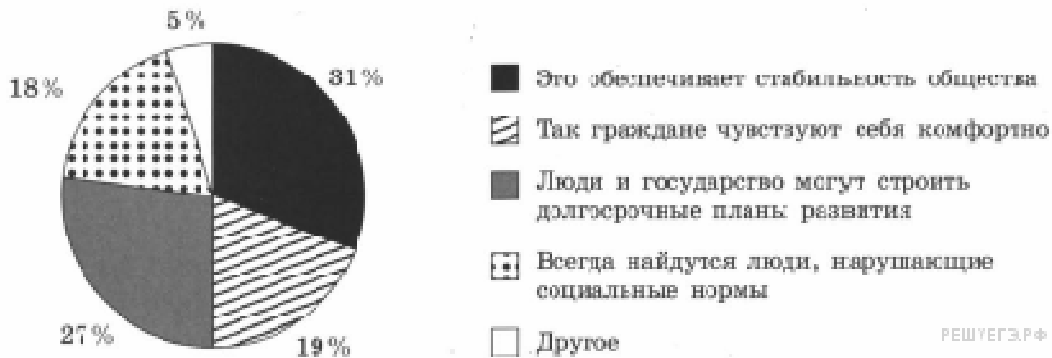 5%
31%
18%
27%
19%
Это обеспечивает стабильность общества
Так граждане чувствуют себя комфортно
Люди и государство могут строить
долгосрочные планы развития
Всегда найдутся люди, нарушающие
социальные нормы
Другое
РЕШУЕГЭ.РФ